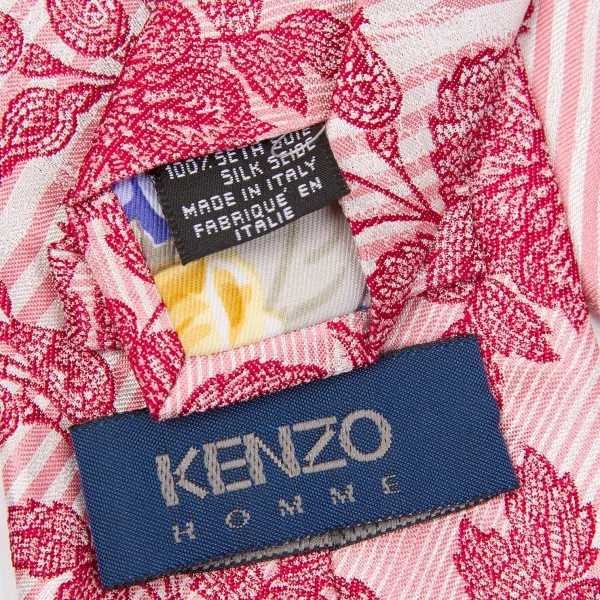 100% SETA SOIE
SILK SEIDE
MADE IN ITALY
FABRIQUÉ EN
ITALIE
KENZO
HOMME